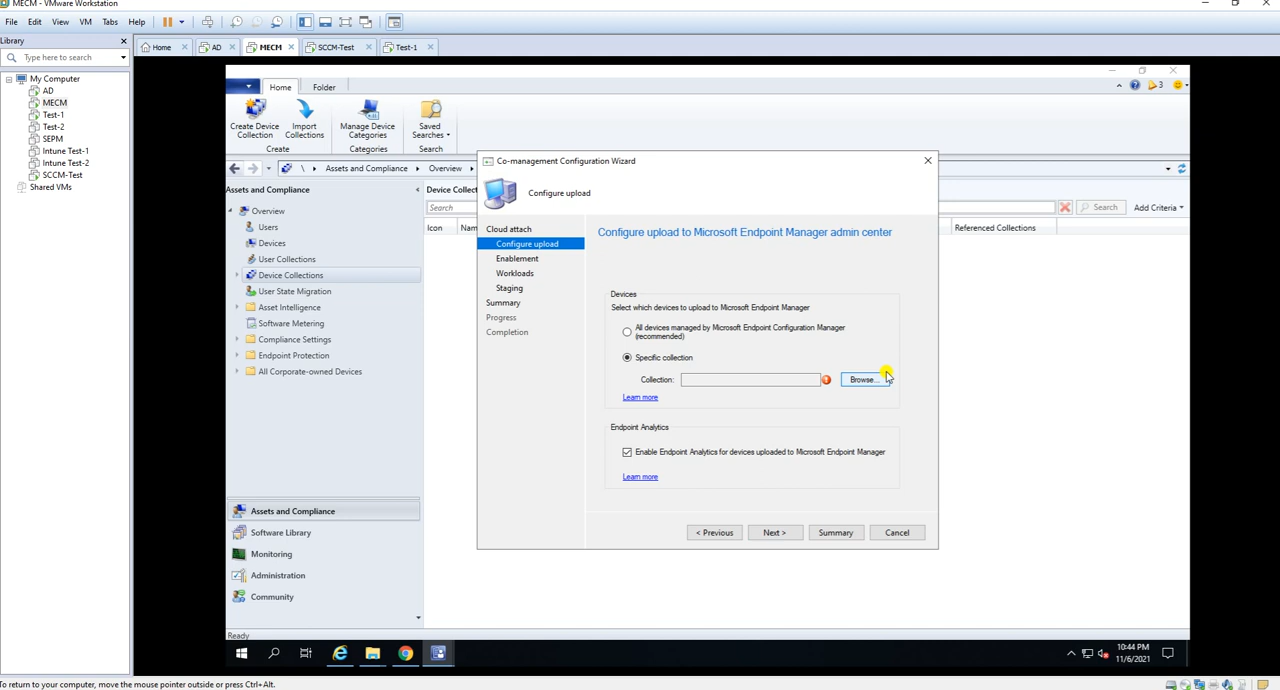 MECM - VMware Workstation
File Edit View VM Tabs Help
Library
Type here to search
My Computer
AD
MECM
Test-1
Test-2
SEPM
Intune Test-1
Intune Test-2
SCCM-Test
Shared VMs
Home AD MECM SCCM-Test Test-1
Home Folder
3
Create Device Collection
Import Collections
Manage Device Categories
Saved Searches
Create Categories Search
\ Assets and Compliance Overview
Assets and Compliance
Overview
Users
Devices
User Collections
Device Collections
User State Migration
Asset Intelligence
Software Metering
Compliance Settings
Endpoint Protection
All Corporate-owned Devices
Assets and Compliance
Software Library
Monitoring
Administration
Community
Ready
Device Collect
Search
Search Add Criteria
Icon Nam
Referenced Collections
Co-management Configuration Wizard
Configure upload
Cloud attach
Configure upload
Enablement
Workloads
Staging
Summary
Progress
Completion
Configure upload to Microsoft Endpoint Manager admin center
Devices
Select which devices to upload to Microsoft Endpoint Manager
All devices managed by Microsoft Endpoint Configuration Manager
(recommended)
Specific collection
Collection: Browse...
Learn more
Endpoint Analytics
Enable Endpoint Analytics for devices uploaded to Microsoft Endpoint Manager
Learn more
< Previous Next > Summary Cancel
10:44 PM
11/6/2021
To return to your computer, move the mouse pointer outside or press Ctrl+Alt.